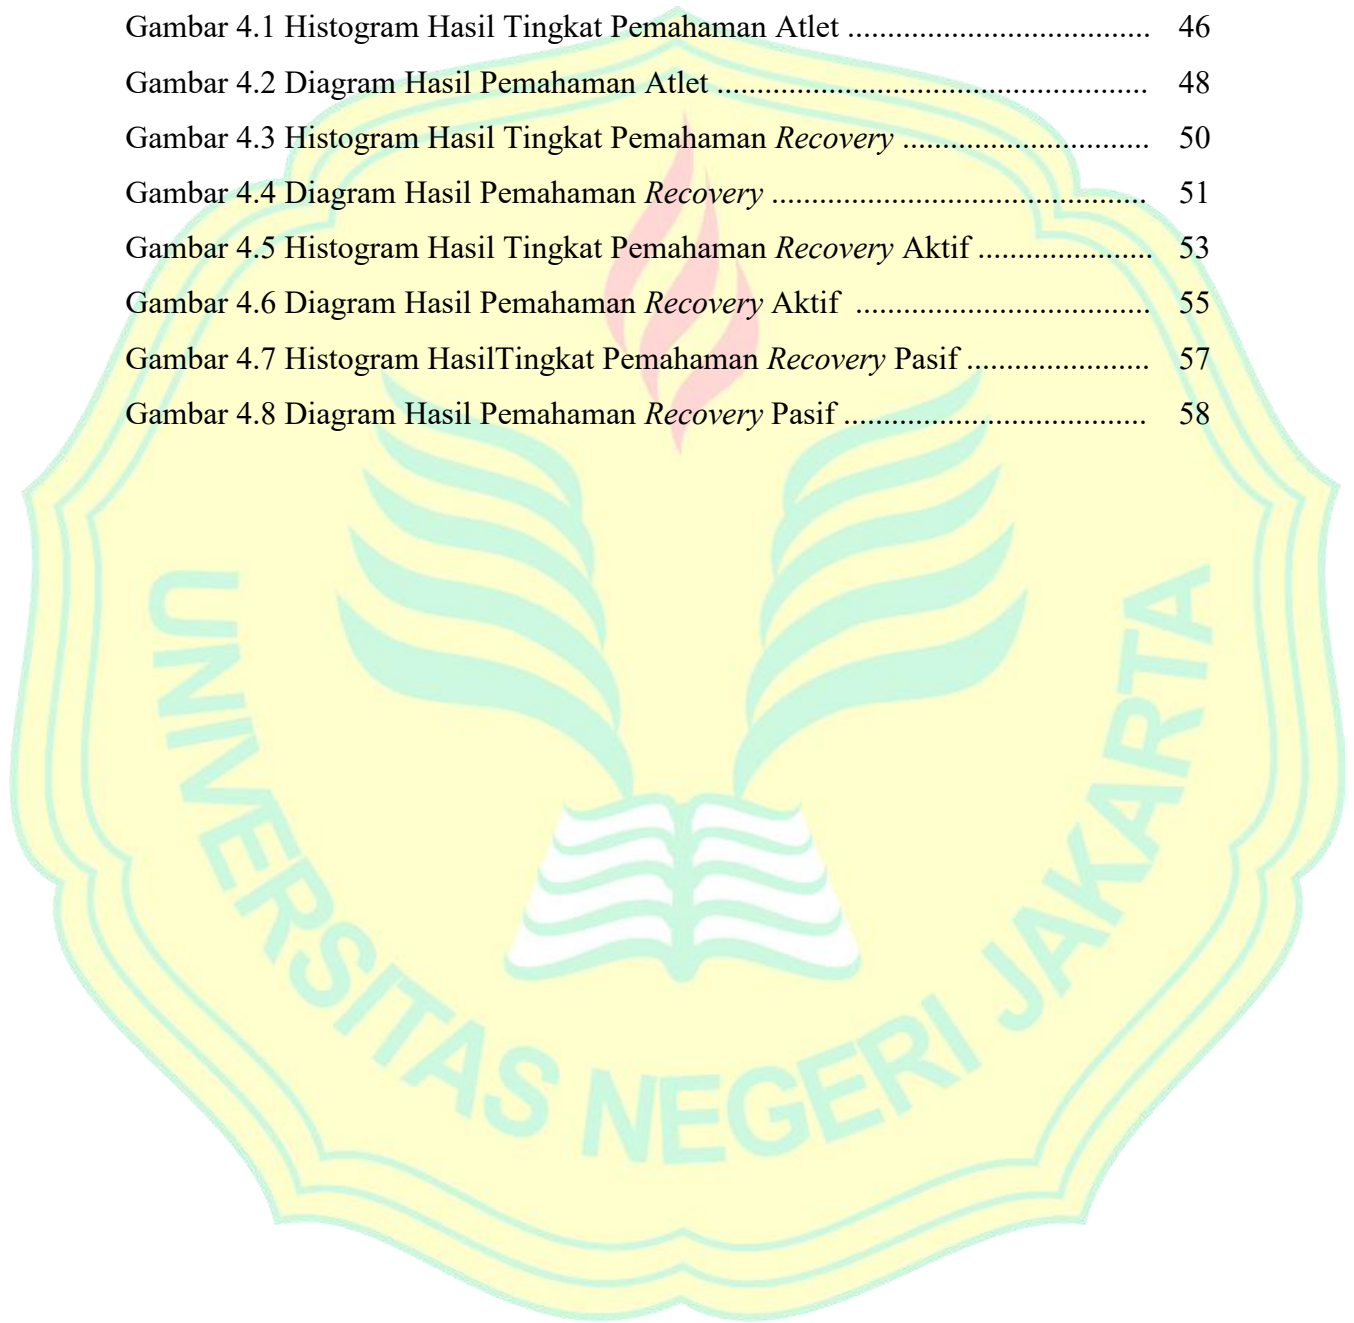 Gambar 4.1 Histogram Hasil Tingkat Pemahaman Atlet ...................................... 46
Gambar 4.2 Diagram Hasil Pemahaman Atlet ...................................................... 48
Gambar 4.3 Histogram Hasil Tingkat Pemahaman Recovery ............................... 50
Gambar 4.4 Diagram Hasil Pemahaman Recovery ............................................... 51
Gambar 4.5 Histogram Hasil Tingkat Pemahaman Recovery Aktif ...................... 53
Gambar 4.6 Diagram Hasil Pemahaman Recovery Aktif ..................................... 55
Gambar 4.7 Histogram HasilTingkat Pemahaman Recovery Pasif ....................... 57
Gambar 4.8 Diagram Hasil Pemahaman Recovery Pasif ...................................... 58
UNIVERSITAS NEGERI JAKARTA